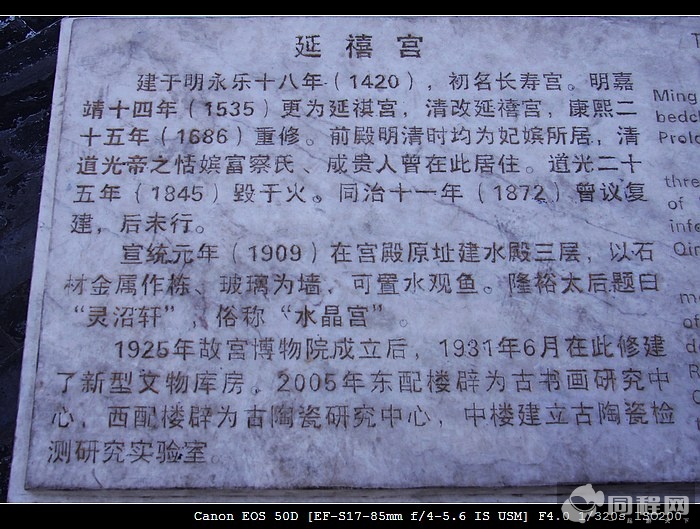 延禧宫
建于明永乐十八年(1420)，初名长寿宫。明嘉
靖十四年(1535)更为延祺宫，清改延禧宫，康熙二
十五年(1686)重修。前殿明清时均为妃嫔所居，清
道光帝之恬嫔富察氏、成贵人曾在此居住。道光二十
五年(1845)毁于火。同治十一年(1872)曾议复
建，后未行。
宣统元年(1909)在宫殿原址建水殿三层，以石
材金属作栋、玻璃为墙，可置水观鱼。隆裕太后题曰
“灵沼轩”，俗称“水晶宫”。
1925年故宫博物院成立后，1931年6月在此修建
了新型文物库房。2005年东配楼辟为古书画研究中
心，西配楼辟为古陶瓷研究中心，中楼建立古陶瓷检
测研究实验室。
Ming
bedch
Prolo
thre
of
infe
Qin
m
of
de
Canon EOS 50D [EF-S17-85mm f/4-5.6 IS USM] F4.0 1/320s ISO200
同程网